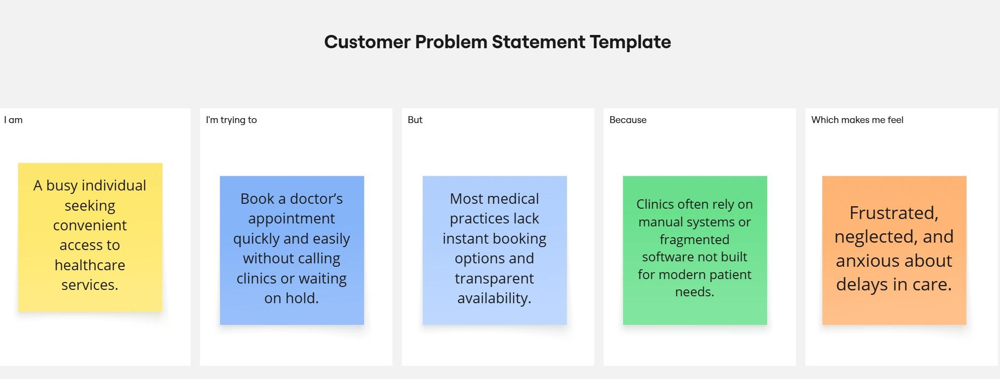 Customer Problem Statement Template
I am
A busy individual
seeking
convenient
access to
healthcare
services.
I'm trying to
Book a doctor’s
appointment
quickly and easily
without calling
clinics or waiting
on hold.
But
Most medical
practices lack
instant booking
options and
transparent
availability.
Because
Clinics often rely on
manual systems or
fragmented
software not built
for modern patient
needs.
Which makes me feel
Frustrated,
neglected, and
anxious about
delays in care.